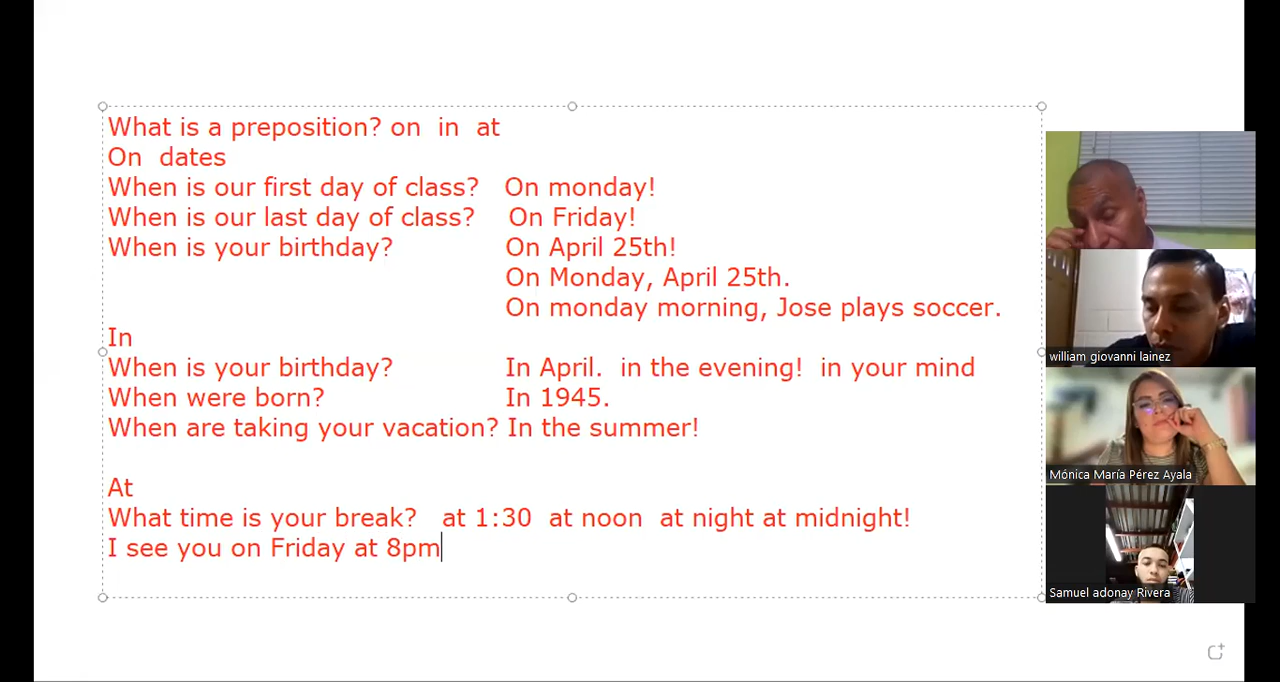 What is a preposition? on  in  at
On  dates
When is our first day of class?   On monday!
When is our last day of class?    On Friday!
When is your birthday?   On April 25th!
On Monday, April 25th.
On monday morning, Jose plays soccer.
In
When is your birthday?   In April.  in the evening!  in your mind
When were born?   In 1945.
When are taking your vacation? In the summer!
At
What time is your break?   at 1:30  at noon  at night at midnight!
I see you on Friday at 8pm
william giovanni lainez
Mónica María Pérez Ayala
Samuel adonay Rivera